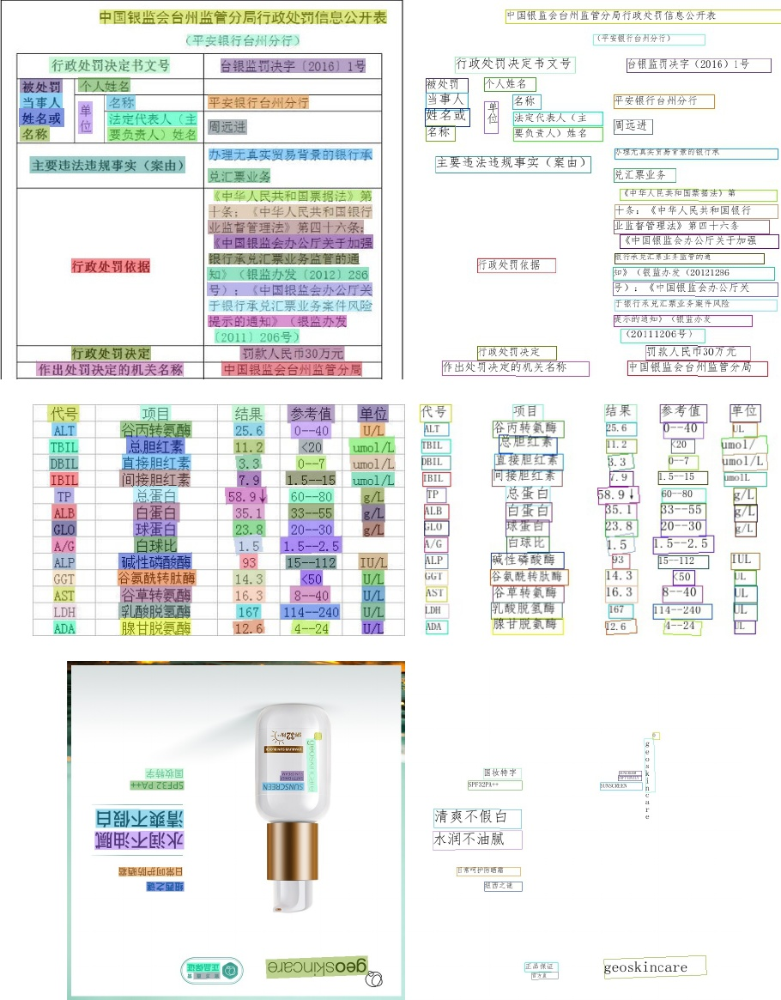 中国银监会台州监管分局行政处罚信息公开表
（平安银行台州分行）
行政处罚决定书文号 台银监罚决字〔2016〕1号
被处罚当事人姓名或名称 个人姓名
单位 名称 平安银行台州分行
法定代表人（主要负责人）姓名 周远进
主要违法违规事实（案由） 办理无真实贸易背景的银行承
兑汇票业务
行政处罚依据
《中华人民共和国票据法》第
十条；《中华人民共和国银行
业监督管理法》第四十六条；
《中国银监会办公厅关于加强
银行承兑汇票业务监管的通
知》（银监办发〔2012〕286
号）；《中国银监会办公厅关
于银行承兑汇票业务案件风险
提示的通知》（银监办发
〔2011〕206号）
行政处罚决定 罚款人民币30万元
作出处罚决定的机关名称 中国银监会台州监管分局
中国银监会台州监管分局行政处罚信息公开表
（平安银行台州分行）
行政处罚决定书文号 台银监罚决字（2016）1号
被处罚 个人姓名
当事人 单位 名称 平安银行台州分行
姓名或 法定代表人（主
名称 要负责人）姓名 周远进
主要违法违规事实（案由） 办理无真实贸易背景的银行承
兑汇票业务
《中华人民共和国票据法》第
十条；《中华人民共和国银行
业监督管理法》第四十六条
《中国银监会办公厅关于加强
银行承兑汇票业务监管的通
行政处罚依据 知》（银监办发（20121286
号）；《中国银监会办公厅关
于银行承兑汇票业务案件风险
提示的通知》（银监办发
（20111206号）
行政处罚决定 罚款人民币30万元
作出处罚决定的机关名称 中国银监会台州监管分局
代号 项目 结果 参考值 单位
ALT 谷丙转氨酶 25.6 0--40 U/L
TBIL 总胆红素 11.2 <20 umol/L
DBIL 直接胆红素 3.3 0--7 umol/L
IBIL 间接胆红素 7.9 1.5--15 umol/L
TP 总蛋白 58.9↓ 60--80 g/L
ALB 白蛋白 35.1 33--55 g/L
GLO 球蛋白 23.8 20--30 g/L
A/G 白球比 1.5 1.5--2.5
ALP 碱性磷酸酶 93 15--112 IU/L
GGT 谷氨酰转肽酶 14.3 <50 U/L
AST 谷草转氨酶 16.3 8--40 U/L
LDH 乳酸脱氢酶 167 114--240 U/L
ADA 腺甘脱氨酶 12.6 4--24 U/L
代号 项目 结果 参考值 单位
ALT 谷丙转氨酶 25.6 0--40 UL
TBIL 总胆红素 11.2 <20 umol/
DBIL 直接胆红素 3.3 0--7 umol/L
IBIL 间接胆红素 7.9 1.5--15 umolL
TP 总蛋白 58.9↓ 60--80 g/L
ALB 白蛋白 35.1 33--55 g/L
GLO 球蛋白 23.8 20--30 g/L
A/G 白球比 1.5 1.5--2.5
ALP 碱性磷酸酶 93 15--112 IUL
GGT 谷氨酰转肽酶 14.3 <50 UL
AST 谷草转氨酶 16.3 8--40 UL
LDH 乳酸脱氢酶 167 114--240 UL
ADA 腺甘脱氨酶 12.6 4--24 UL
国妆特字
SPF32 PA++
清爽不假白
水润不油腻
日常呵护防晒霜
纽西之谜
SPF32 PA++
geoskincare
SUNSCREEN
正品保证
geoskincare
国妆特字
SPF32PA++
清爽不假白
水润不油腻
日常呵护防晒霜
纽西之谜
SUNSCREEN
geoskincare
正品保证
官方直
geoskincare